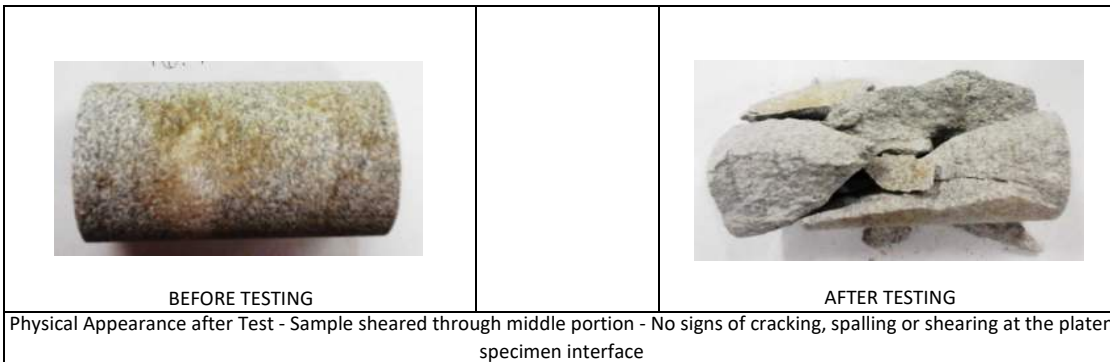 BEFORE TESTING
AFTER TESTING
Physical Appearance after Test - Sample sheared through middle portion - No signs of cracking, spalling or shearing at the platen
specimen interface